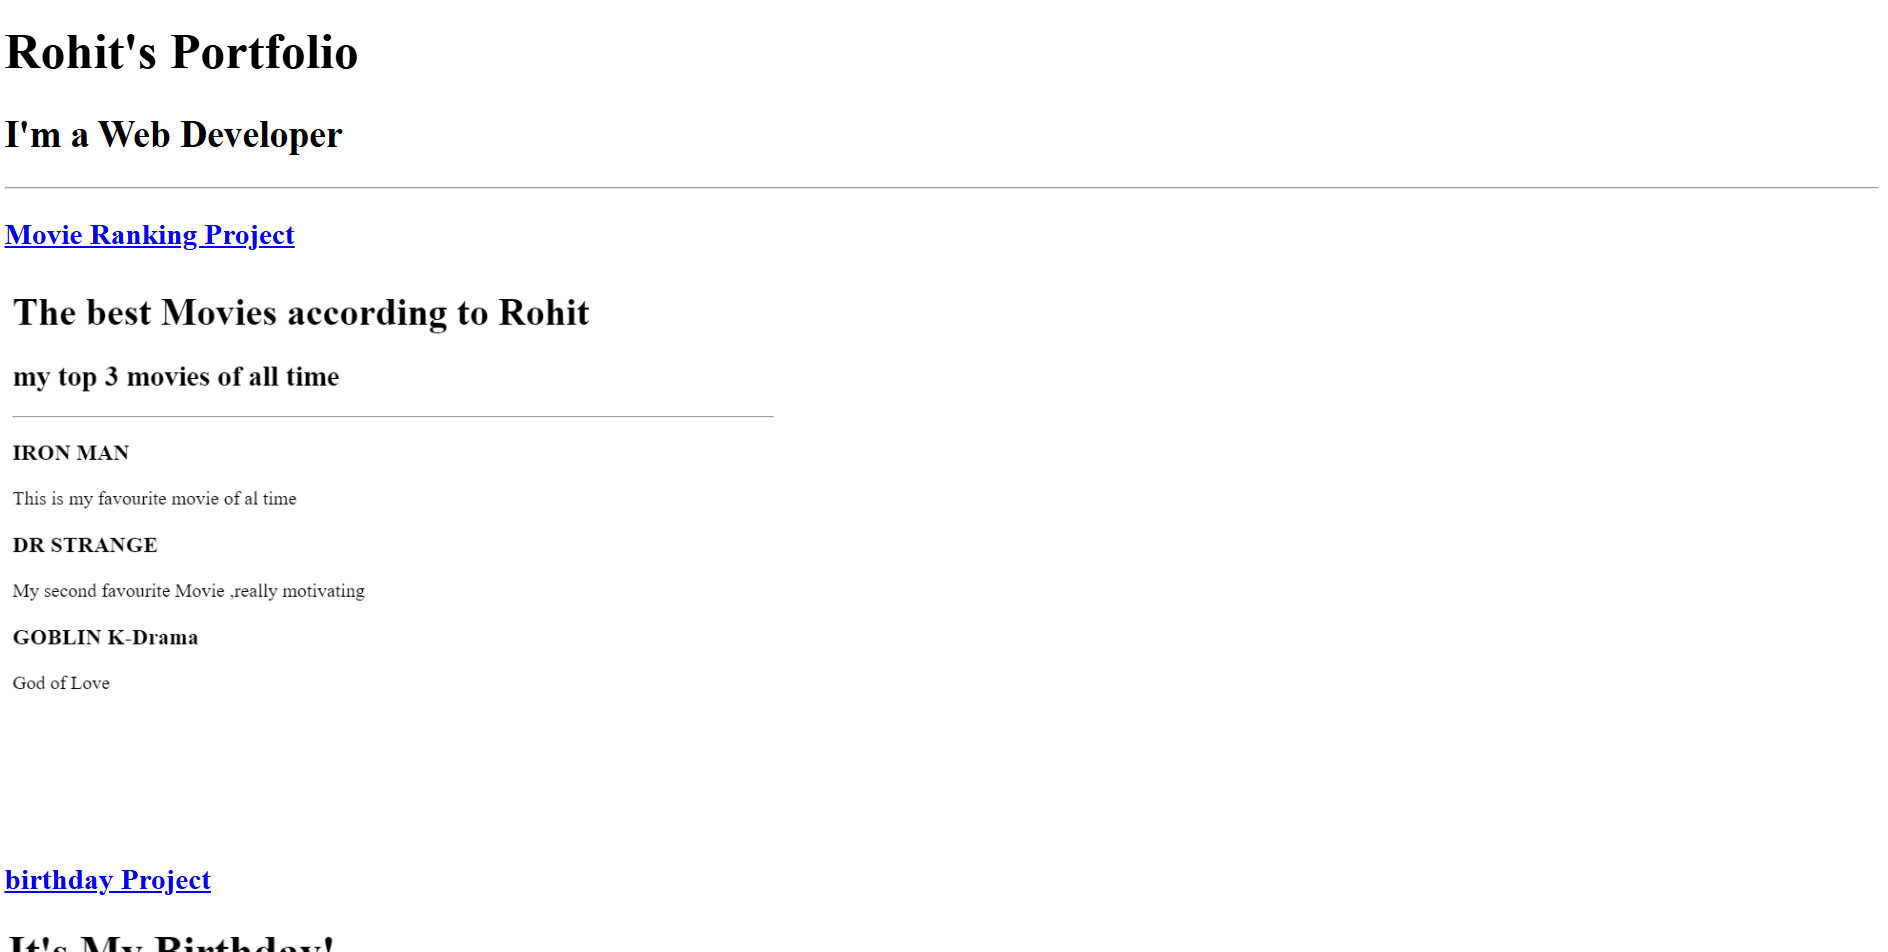 Rohit's Portfolio
I'm a Web Developer
Movie Ranking Project
The best Movies according to Rohit
my top 3 movies of all time
IRON MAN
This is my favourite movie of al time
DR STRANGE
My second favourite Movie ,really motivating
GOBLIN K-Drama
God of Love
birthday Project
It's My Birthday!